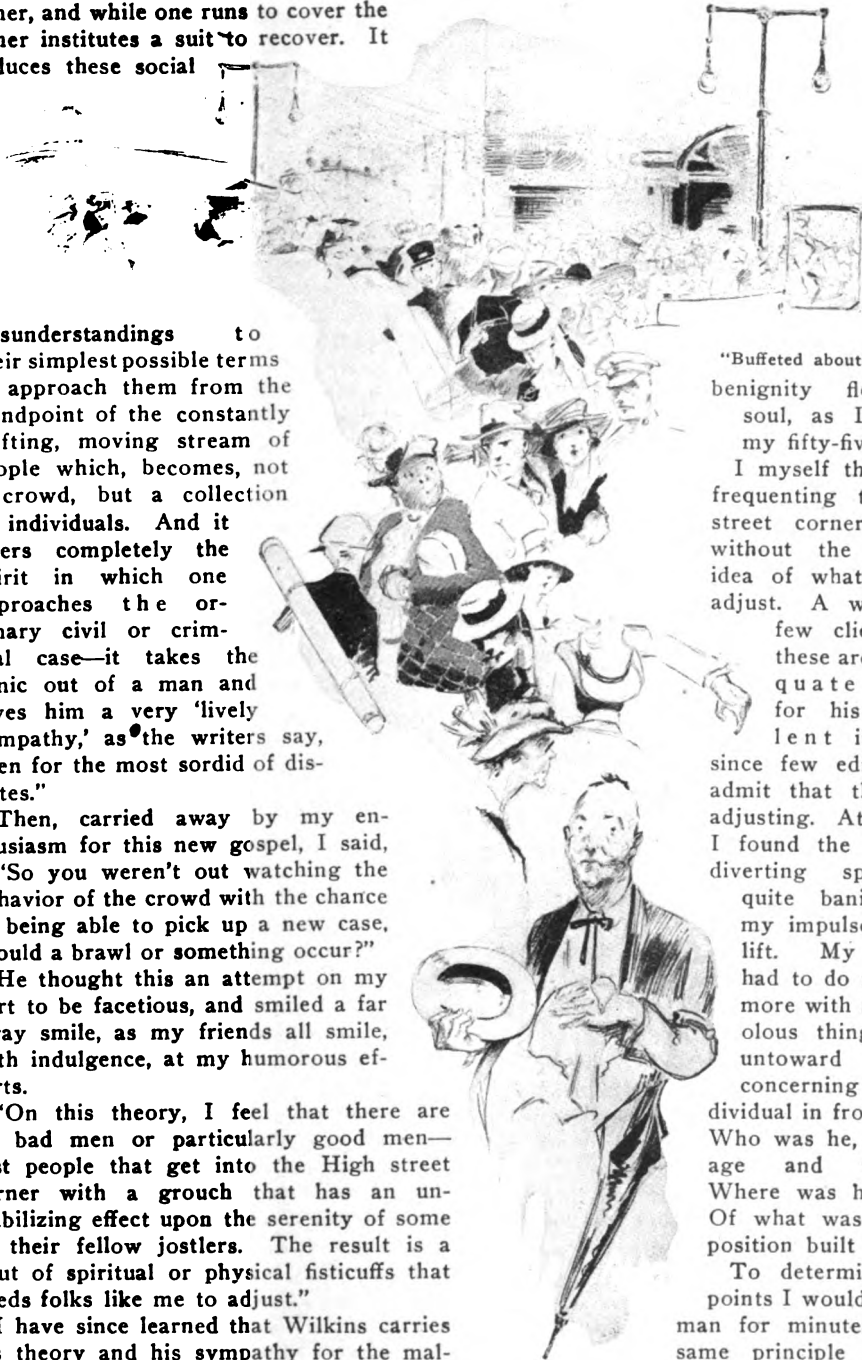 her, and while one runs to cover the
her institutes a suit to recover. It
duces these social
sunderstandings to
eir simplest possible terms
approach them from the
ndpoint of the constantly
fting, moving stream of
ople which, becomes, not
crowd, but a collection
individuals. And it
ers completely the
irit in which one
proaches the or-
nary civil or crim-
al case—it takes the
nic out of a man and
ves him a very 'lively
mpathy,' as the writers say,
en for the most sordid of dis-
tes."
Then, carried away by my en-
usiasm for this new gospel, I said,
"So you weren't out watching the
havior of the crowd with the chance
being able to pick up a new case,
ould a brawl or something occur?"
He thought this an attempt on my
rt to be facetious, and smiled a far
way smile, as my friends all smile,
th indulgence, at my humorous ef-
rts.
"On this theory, I feel that there are
bad men or particularly good men—
st people that get into the High street
rner with a grouch that has an un-
bilizing effect upon the serenity of some
their fellow jostlers. The result is a
ut of spiritual or physical fisticuffs that
eds folks like me to adjust."
I have since learned that Wilkins carries
s theory and his sympathy for the mal-
"Buffeted about
benignity flo
soul, as I
my fifty-fiv
I myself th
frequenting t
street corner
without the
idea of what
adjust. A w
few clie
these are
quate
for his
lent i
since few ed
admit that th
adjusting. At
I found the
diverting sp
quite bani
my impulse
lift. My
had to do
more with
olous thing
untoward
concerning
dividual in fro
Who was he,
age and
Where was h
Of what was
position built
To determi
points I would
man for minute
same principle